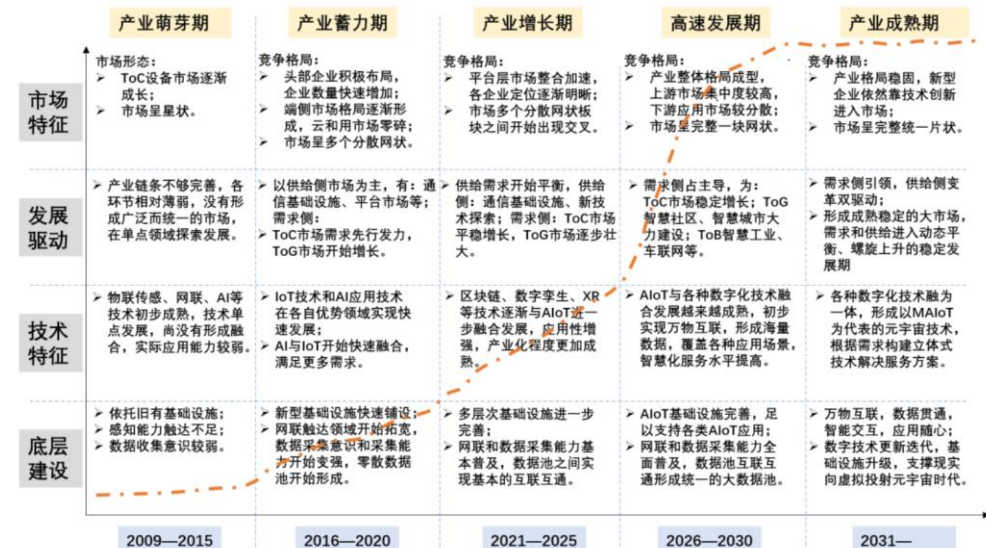 产业萌芽期
产业蓄力期
产业增长期
高速发展期
产业成熟期
市场
特征
市场形态：
➢ ToC设备市场逐渐
成长；
➢ 市场呈星状。
竞争格局：
➢ 头部企业积极布局，
企业数量快速增加；
➢ 端侧市场格局逐渐形
成，云和用市场零碎；
➢ 市场呈多个分散网状。
竞争格局：
➢ 平台层市场整合加速，
各企业定位逐渐明晰；
➢ 市场多个分散网状板
块之间开始出现交叉。
竞争格局：
➢ 产业整体格局成型，
上游市场集中度较高，
下游应用市场较分散；
➢ 市场呈完整一块网状。
竞争格局：
➢ 产业格局稳固，新型
企业依然靠技术创新
进入市场；
➢ 市场呈完整统一片状。
发展
驱动
➢ 产业链条不够完善，各
环节相对薄弱，没有形
成广泛而统一的市场，
在单点领域探索发展。
➢ 以供给侧市场为主，有：通
信基础设施、平台市场等；
需求侧：
➢ ToC市场需求先行发力，
ToG市场开始增长。
➢ 供给需求开始平衡，供给
侧：通信基础设施、新技
术探索；需求侧：ToC市场
平稳增长，ToG市场逐步壮
大。
➢ 需求侧占主导，为：
ToC市场稳定增长；ToG
智慧社区、智慧城市大
力建设；ToB智慧工业、
车联网等。
➢ 需求侧引领，供给侧变
革双驱动；
➢ 形成成熟稳定的大市场，
需求和供给进入动态平
衡、螺旋上升的稳定发
展期
技术
特征
➢ 物联传感、网联、AI等
技术初步成熟，技术单
点发展，尚没有形成融
合，实际应用能力较弱。
➢ IoT技术和AI应用技术
在各自优势领域实现快
速发展；
➢ AI与IoT开始快速融合，
满足更多需求。
➢ 区块链、数字孪生、XR
等技术逐渐与AIoT进一
步融合发展，应用性增
强，产业化程度更加成
熟。
➢ AIoT与各种数字化技术融
合发展越来越成熟，初步
实现万物互联，形成海量
数据，覆盖各种应用场景，
智慧化服务水平提高。
➢ 各种数字化技术融为
一体，形成以MAIoT
为代表的元宇宙技术，
根据需求构建立体式
技术解决服务方案。
底层
建设
➢ 依托旧有基础设施；
➢ 感知能力触达不足；
➢ 数据收集意识较弱。
➢ 新型基础设施快速铺设；
➢ 网联触达领域开始拓宽，
数据采集意识和采集能
力开始变强，零散数据
池开始形成。
➢ 多层次基础设施进一步
完善；
➢ 网联和数据采集能力基
本普及，数据池之间实
现基本的互联互通。
➢ AIoT基础设施完善，足
以支持各类AIoT应用；
➢ 网联和数据采集能力全
面普及，数据池互联互
通形成统一的大数据池。
➢ 万物互联，数据贯通，
智能交互，应用随心；
➢ 数字技术更新迭代，基
础设施升级，支撑现实
向虚拟投射元宇宙时代。
2009—2015
2016—2020
2021—2025
2026—2030
2031—